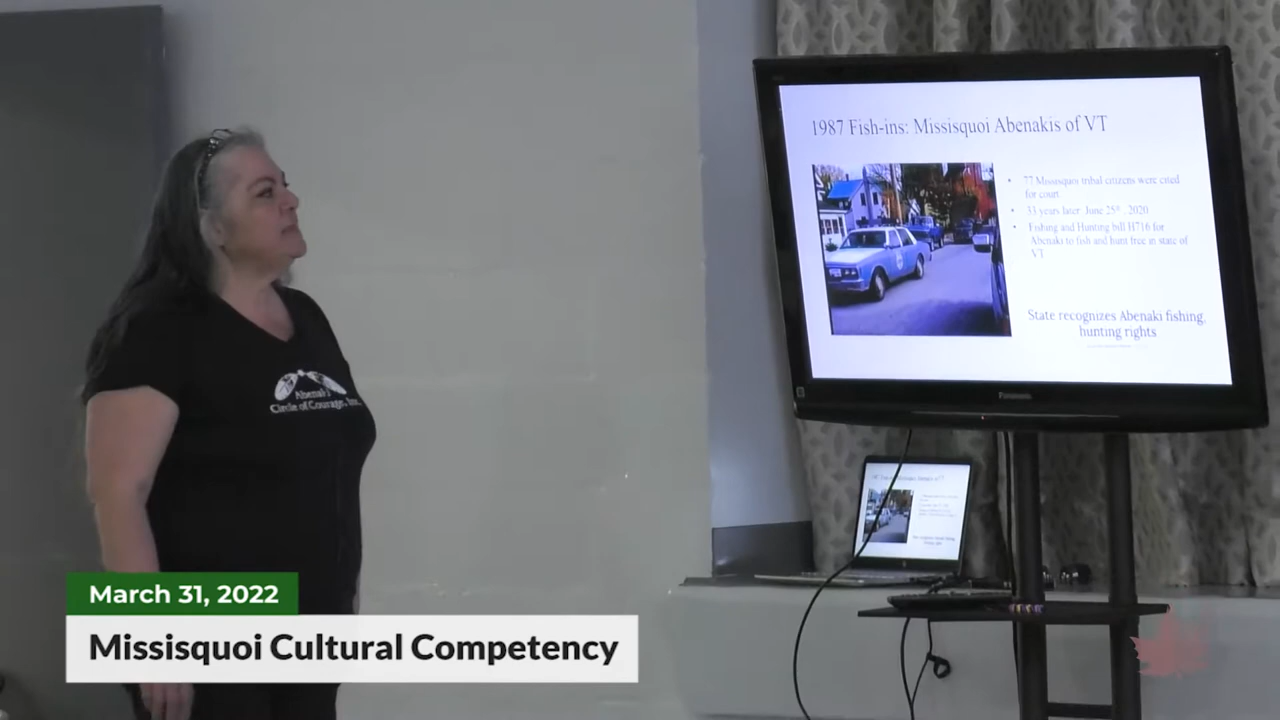 1987 Fish-ins: Missisquoi Abenakis of VT
• 77 Missisquoi tribal citizens were cited
for court
• 33 years later June 25th, 2020
• Fishing and Hunting bill H716 for
Abenaki to fish and hunt free in state of
VT
State recognizes Abenaki fishing,
hunting rights
Panasonic
Abenaki
Circle of Courage, Inc.
March 31, 2022
Missisquoi Cultural Competency